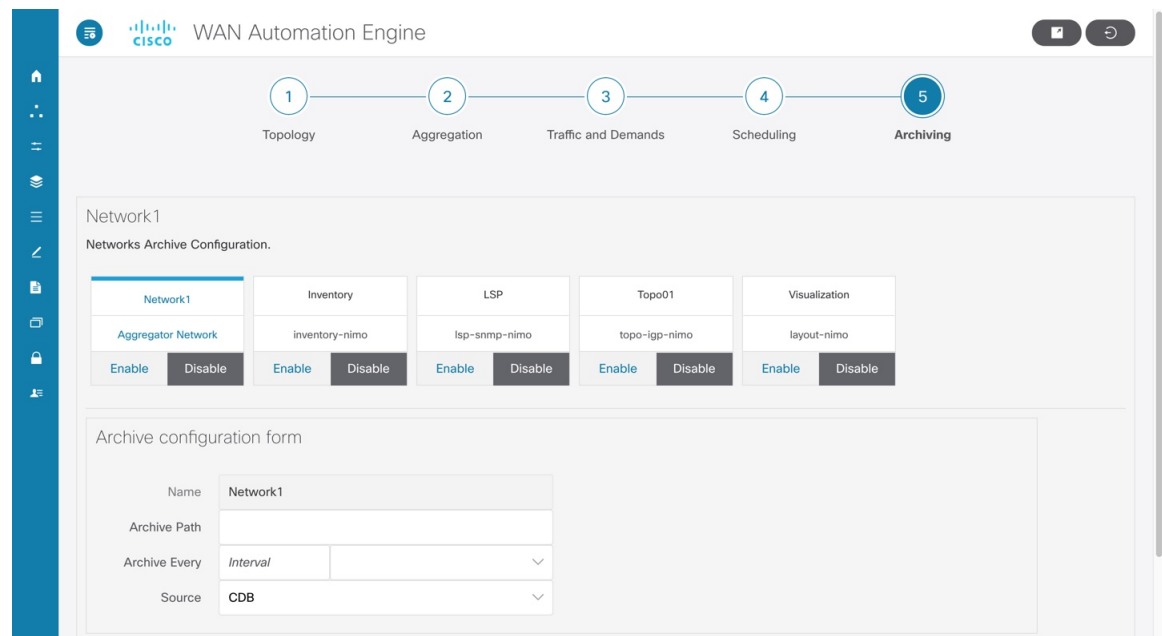 CISCO WAN Automation Engine
1 2 3 4 5
Topology Aggregation Traffic and Demands Scheduling Archiving
Network1
Networks Archive Configuration.
Network1 Inventory LSP Topo01 Visualization
Aggregator Network inventory-nimo lsp-snmp-nimo topo-igp-nimo layout-nimo
Enable Disable Enable Disable Enable Disable Enable Disable Enable Disable
Archive configuration form
Name Network1
Archive Path
Archive Every Interval
Source CDB